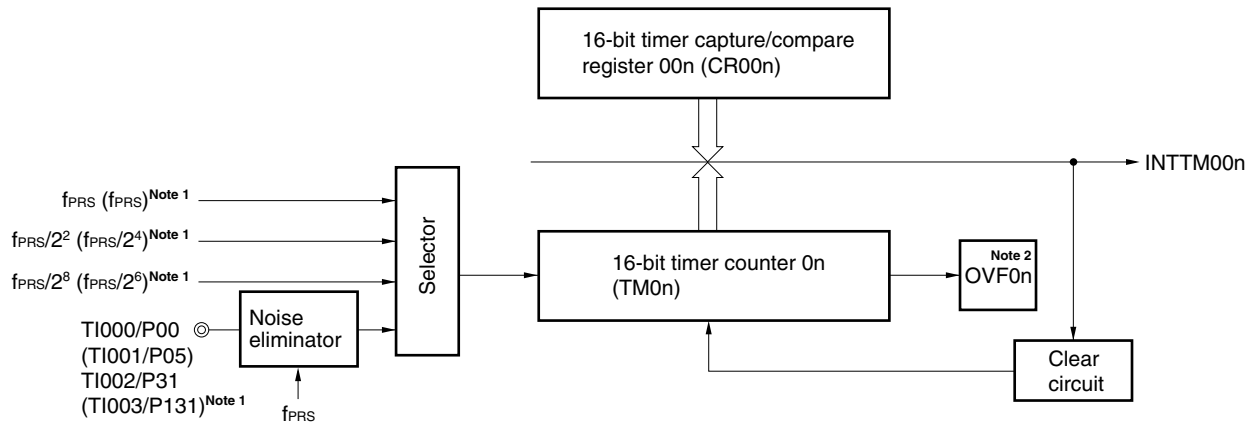 16-bit timer capture/compare
register 00n (CR00n)
INTTM00n
fPRS (fPRS)Note 1
fPRS/2² (fPRS/2⁴)Note 1
fPRS/2⁸ (fPRS/2⁶)Note 1
Selector
16-bit timer counter 0n
(TM0n)
Note 2
OVF0n
TI000/P00
(TI001/P05)
TI002/P31
(TI003/P131)Note 1
Noise
eliminator
fPRS
Clear
circuit